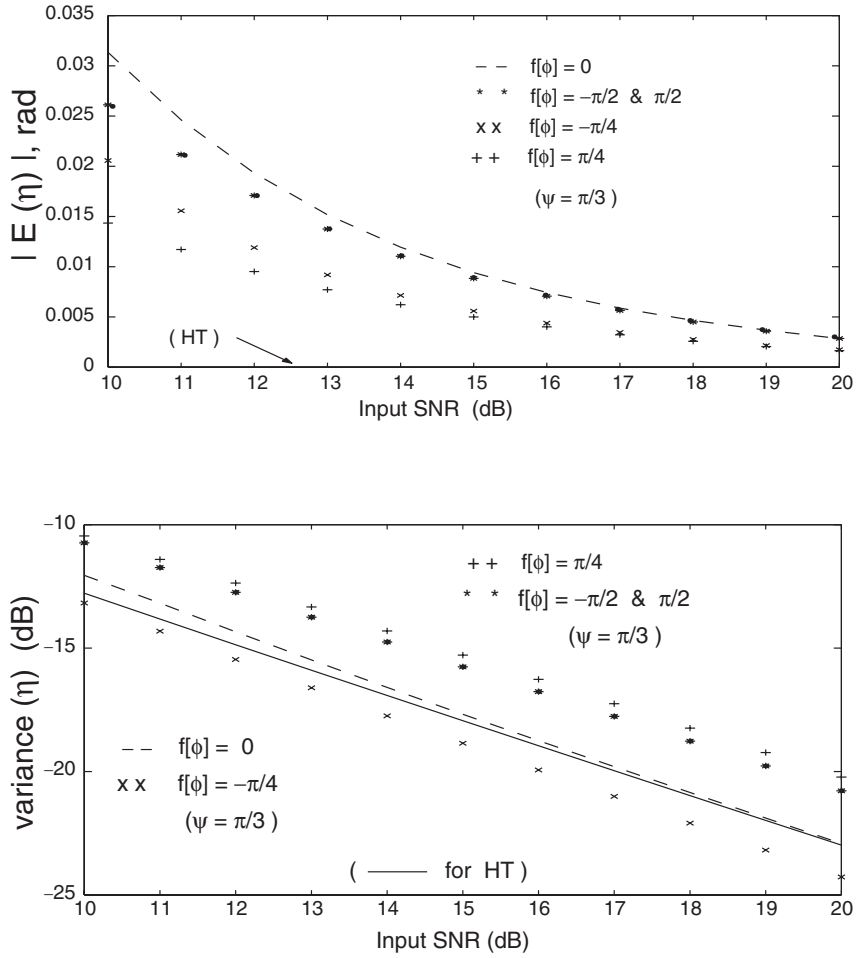 0.035
0.03
0.025
0.02
0.015
0.01
0.005
0
| E (η) |, rad
– – f[ϕ] = 0
* * f[ϕ] = −π/2 & π/2
x x f[ϕ] = −π/4
+ + f[ϕ] = π/4
(ψ = π/3 )
( HT )
10 11 12 13 14 15 16 17 18 19 20
Input SNR (dB)
−10
−15
−20
−25
variance (η) (dB)
+ + f[ϕ] = π/4
* * f[ϕ] = −π/2 & π/2
(ψ = π/3 )
– – f[ϕ] = 0
x x f[ϕ] = −π/4
(ψ = π/3 )
( —— for HT )
10 11 12 13 14 15 16 17 18 19 20
Input SNR (dB)